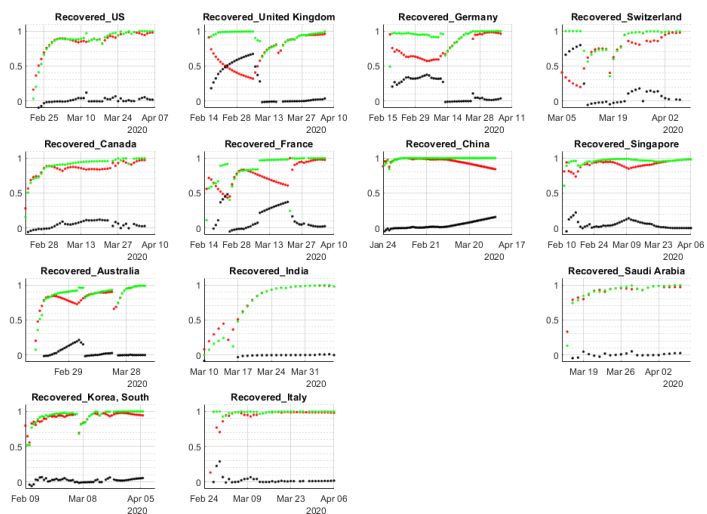 Recovered_US
1
0.5
0
Feb 25 Mar 10 Mar 24 Apr 07
2020
Recovered_United Kingdom
1
0.5
0
Feb 14 Feb 28 Mar 13 Mar 27 Apr 10
2020
Recovered_Germany
1
0.5
0
Feb 15 Feb 29 Mar 14 Mar 28 Apr 11
2020
Recovered_Switzerland
1
0.5
0
Mar 05 Mar 19 Apr 02
2020
Recovered_Canada
1
0.5
0
Feb 28 Mar 13 Mar 27 Apr 10
2020
Recovered_France
1
0.5
0
Feb 14 Feb 28 Mar 13 Mar 27 Apr 10
2020
Recovered_China
1
0.5
0
Jan 24 Feb 21 Mar 20 Apr 17
2020
Recovered_Singapore
1
0.5
0
Feb 10 Feb 24 Mar 09 Mar 23 Apr 06
2020
Recovered_Australia
1
0.5
0
Feb 29 Mar 28
2020
Recovered_India
1
0.5
0
Mar 10 Mar 17 Mar 24 Mar 31
2020
Recovered_Saudi Arabia
1
0.5
0
Mar 19 Mar 26 Apr 02
2020
Recovered_Korea, South
1
0.5
0
Feb 09 Mar 08 Apr 05
2020
Recovered_Italy
1
0.5
0
Feb 24 Mar 09 Mar 23 Apr 06
2020